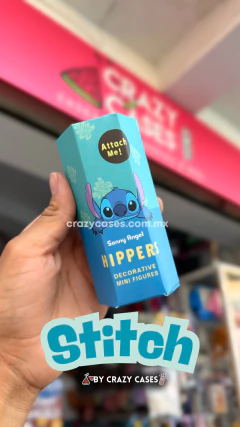 CRAZY
CASES
Attach
Me!
crazycases.com.mx
Sonny Angel
HIPPERS
DECORATIVE
MINI FIGURES
Stitch
BY CRAZY CASES